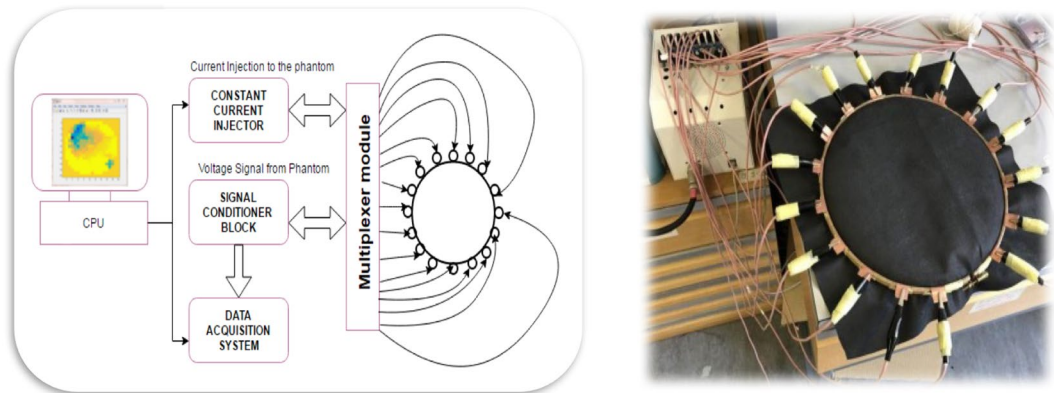 Current Injection to the phantom
CONSTANT
CURRENT
INJECTOR
Voltage Signal from Phantom
SIGNAL
CONDITIONER
BLOCK
CPU
DATA
ACQUISITION
SYSTEM
Multiplexer module